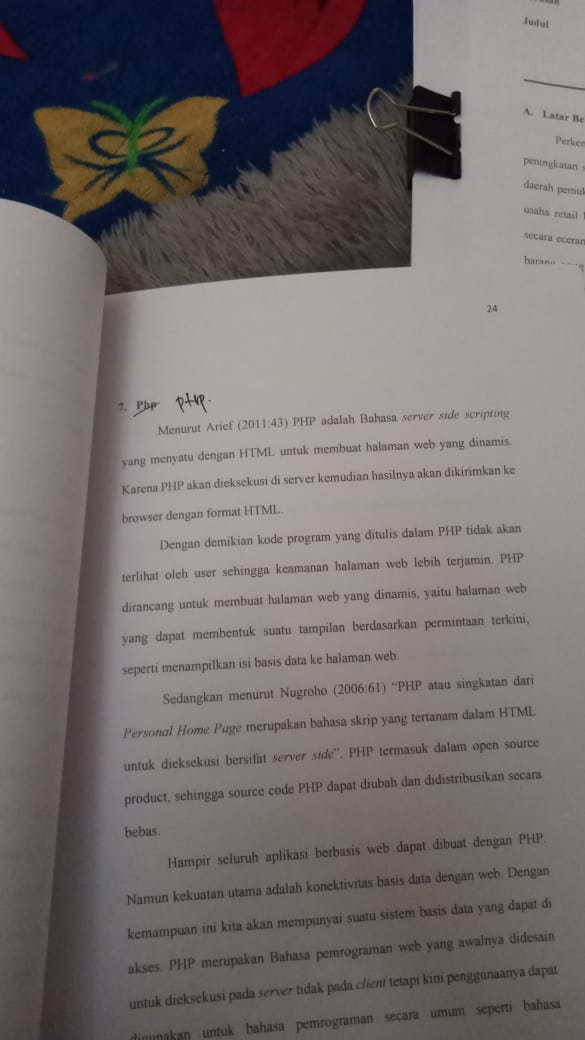 Judul
A. Latar Be
Perker
peningkatan
daerah pemuk
usaha retail
secara eceran
24
7. Php PHP.
Menurut Arief (2011:43) PHP adalah Bahasa server side scripting
yang menyatu dengan HTML untuk membuat halaman web yang dinamis.
Karena PHP akan dieksekusi di server kemudian hasilnya akan dikirimkan ke
browser dengan format HTML.
Dengan demikian kode program yang ditulis dalam PHP tidak akan
terlihat oleh user sehingga keamanan halaman web lebih terjamin. PHP
dirancang untuk membuat halaman web yang dinamis, yaitu halaman web
yang dapat membentuk suatu tampilan berdasarkan permintaan terkini,
seperti menampilkan isi basis data ke halaman web.
Sedangkan menurut Nugroho (2006:61) “PHP atau singkatan dari
Personal Home Page merupakan bahasa skrip yang tertanam dalam HTML
untuk dieksekusi bersifat server side”. PHP termasuk dalam open source
product, sehingga source code PHP dapat diubah dan didistribusikan secara
bebas.
Hampir seluruh aplikasi berbasis web dapat dibuat dengan PHP.
Namun kekuatan utama adalah konektivitas basis data dengan web. Dengan
kemampuan ini kita akan mempunyai suatu sistem basis data yang dapat di
akses. PHP merupakan Bahasa pemrograman web yang awalnya didesain
untuk dieksekusi pada server tidak pada client tetapi kini penggunaanya dapat
digunakan untuk bahasa pemrograman secara umum seperti bahasa